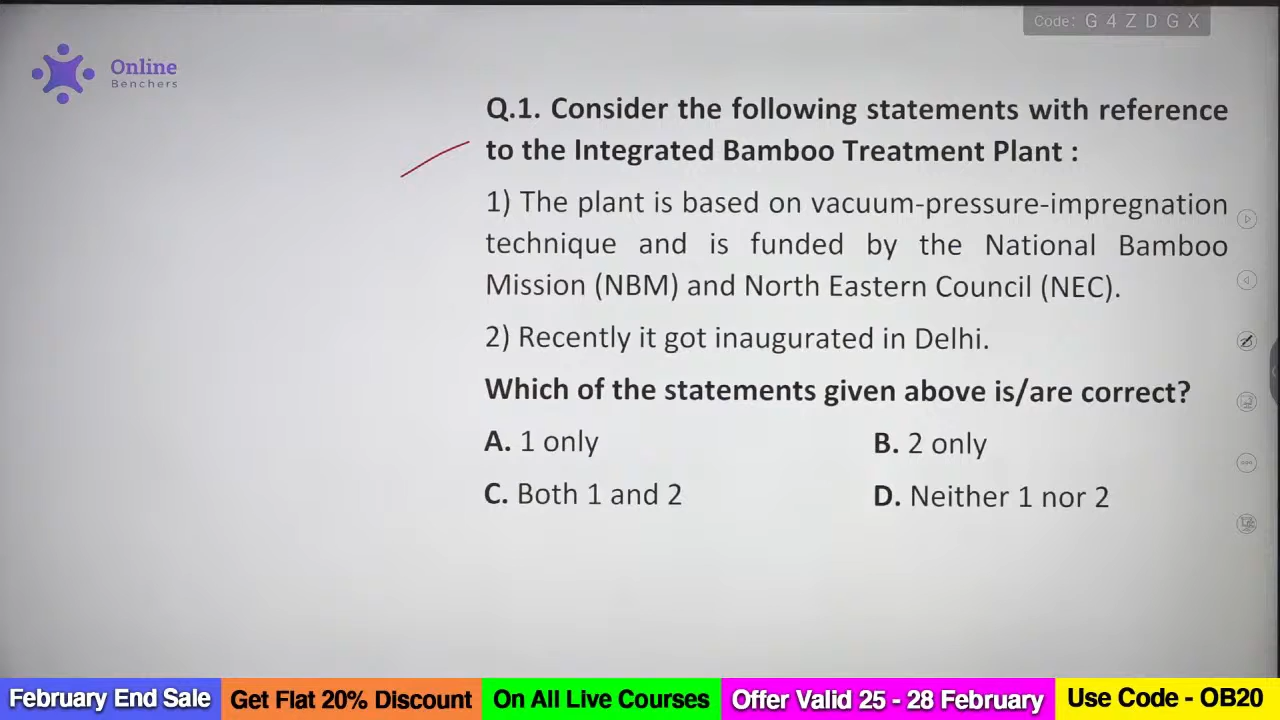 Code: G 4 Z D G X
Online
Benchers
Q.1. Consider the following statements with reference
to the Integrated Bamboo Treatment Plant :
1) The plant is based on vacuum-pressure-impregnation
technique and is funded by the National Bamboo
Mission (NBM) and North Eastern Council (NEC).
2) Recently it got inaugurated in Delhi.
Which of the statements given above is/are correct?
A. 1 only
B. 2 only
C. Both 1 and 2
D. Neither 1 nor 2
February End Sale
Get Flat 20% Discount
On All Live Courses
Offer Valid 25 - 28 February
Use Code - OB20